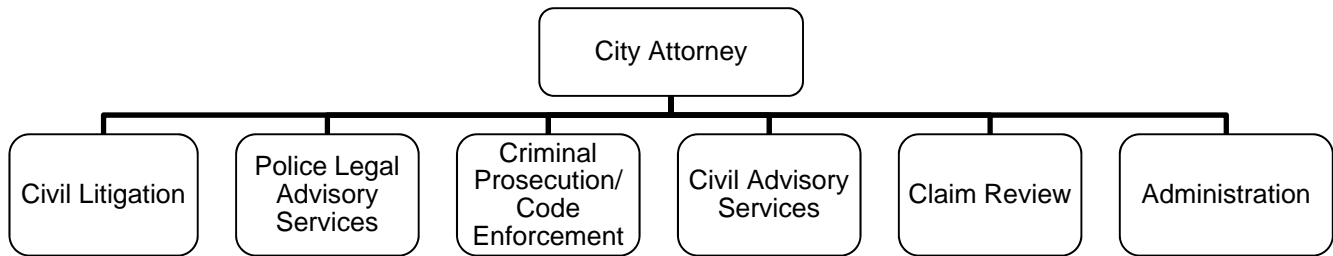 City Attorney
Civil Litigation
Police Legal
Advisory
Services
Criminal
Prosecution/
Code
Enforcement
Civil Advisory
Services
Claim Review
Administration